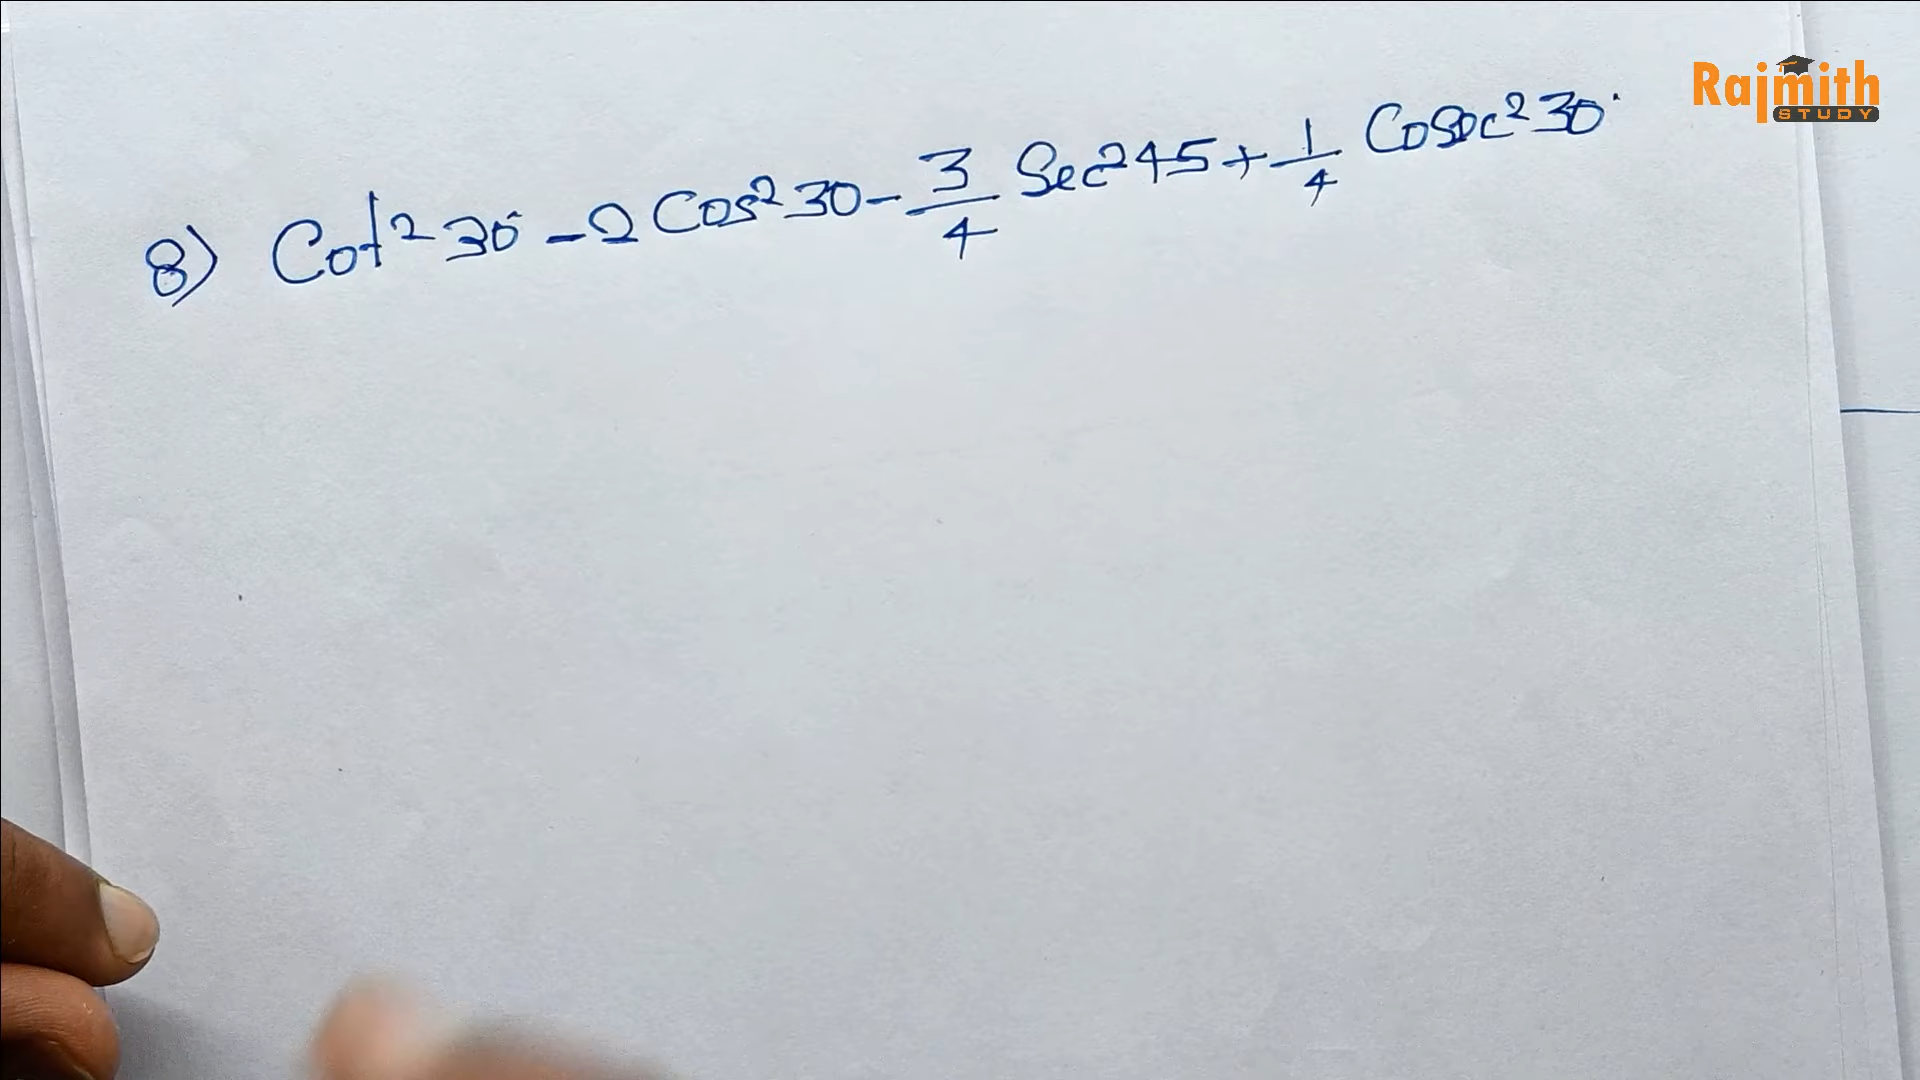 Rajmith
STUDY
8) Cot² 30° - 2 Cos² 30 - 3/4 Sec² 45 + 1/4 Cosec² 30°